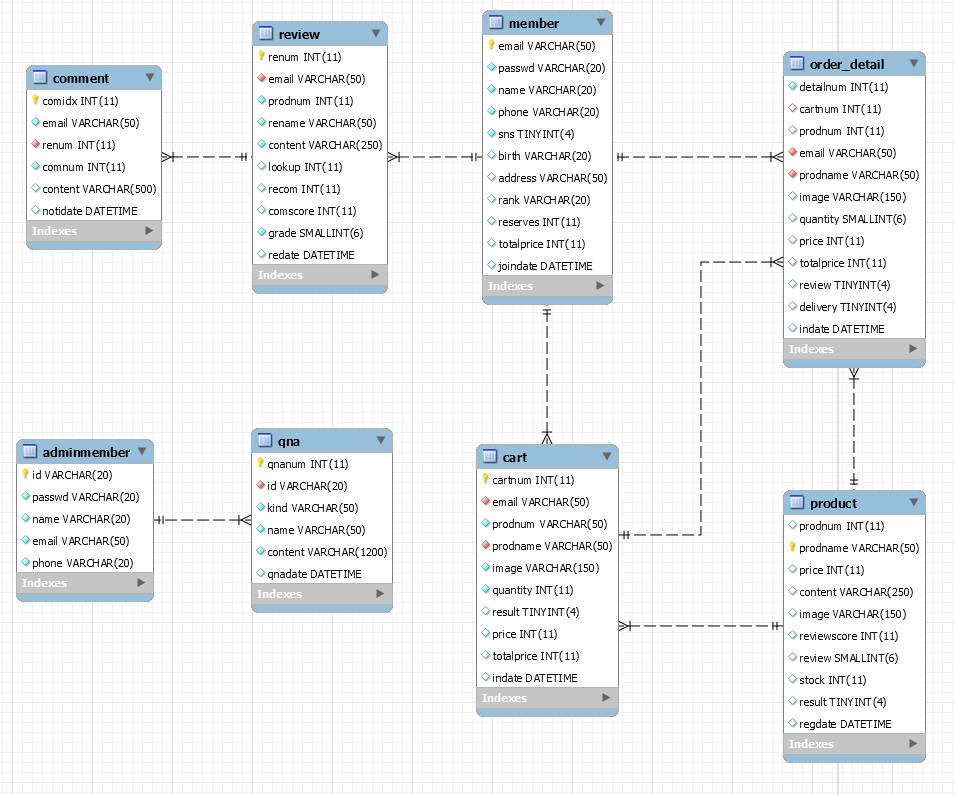 comment
comidx INT(11)
email VARCHAR(50)
renum INT(11)
comnum INT(11)
content VARCHAR(500)
notidate DATETIME
Indexes
review
renum INT(11)
email VARCHAR(50)
prodnum INT(11)
rename VARCHAR(50)
content VARCHAR(250)
lookup INT(11)
recom INT(11)
comscore INT(11)
grade SMALLINT(6)
redate DATETIME
Indexes
member
email VARCHAR(50)
passwd VARCHAR(20)
name VARCHAR(20)
phone VARCHAR(20)
sns TINYINT(4)
birth VARCHAR(20)
address VARCHAR(50)
rank VARCHAR(20)
reserves INT(11)
totalprice INT(11)
joindate DATETIME
Indexes
order_detail
detailnum INT(11)
cartnum INT(11)
prodnum INT(11)
email VARCHAR(50)
prodname VARCHAR(50)
image VARCHAR(150)
quantity SMALLINT(6)
price INT(11)
totalprice INT(11)
review TINYINT(4)
delivery TINYINT(4)
indate DATETIME
Indexes
adminmember
id VARCHAR(20)
passwd VARCHAR(20)
name VARCHAR(20)
email VARCHAR(50)
phone VARCHAR(20)
Indexes
qna
qnanum INT(11)
id VARCHAR(20)
kind VARCHAR(50)
name VARCHAR(50)
content VARCHAR(1200)
qnadate DATETIME
Indexes
cart
cartnum INT(11)
email VARCHAR(50)
prodnum VARCHAR(50)
prodname VARCHAR(50)
image VARCHAR(150)
quantity INT(11)
result TINYINT(4)
price INT(11)
totalprice INT(11)
indate DATETIME
Indexes
product
prodnum INT(11)
prodname VARCHAR(50)
price INT(11)
content VARCHAR(250)
image VARCHAR(150)
reviewscore INT(11)
review SMALLINT(6)
stock INT(11)
result TINYINT(4)
regdate DATETIME
Indexes